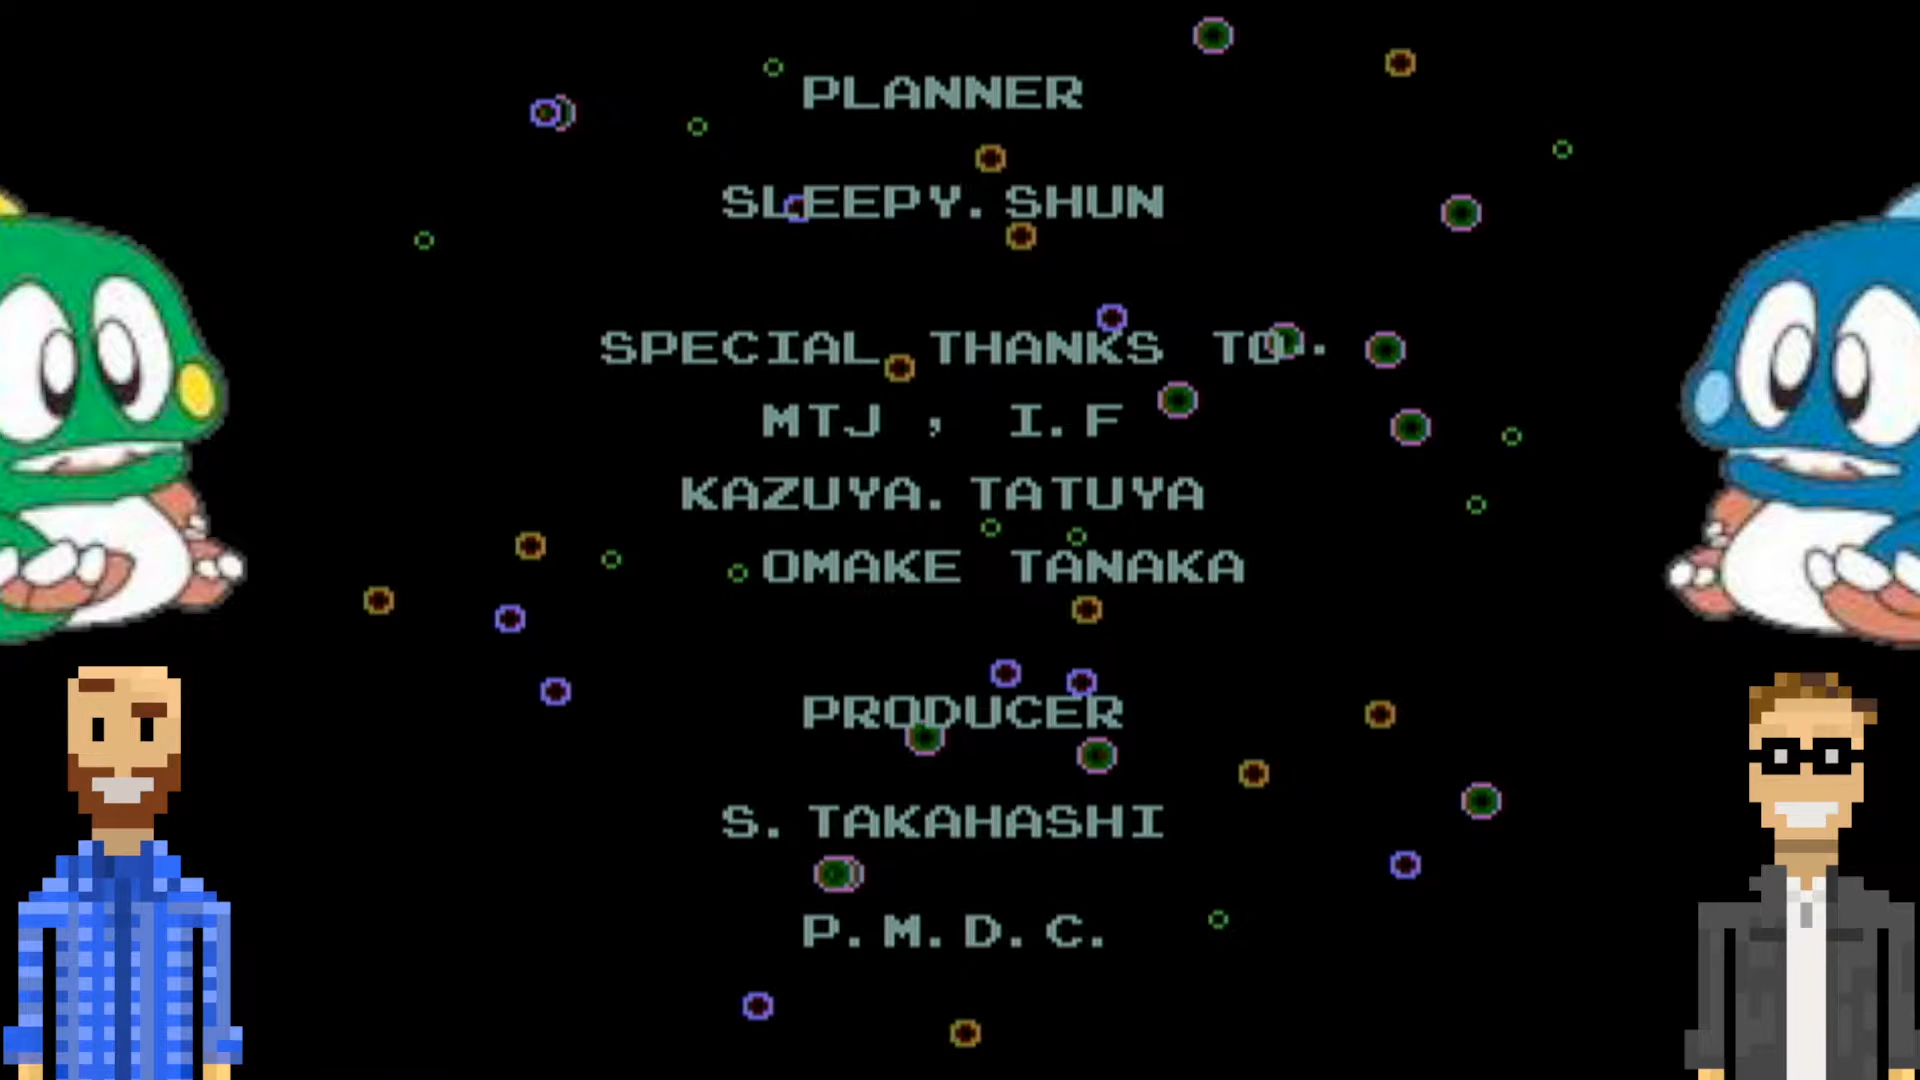 PLANNER
SLEEPY.SHUN
SPECIAL THANKS TO..
MTJ , I.F
KAZUYA.TATUYA
OMAKE TANAKA
PRODUCER
S.TAKAHASHI
P.M.D.C.